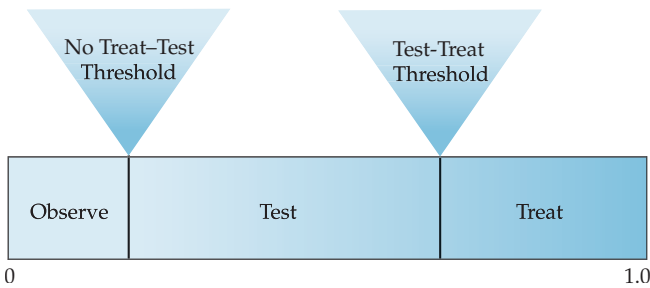 No Treat–Test
Threshold
Test-Treat
Threshold
Observe
Test
Treat
0
1.0